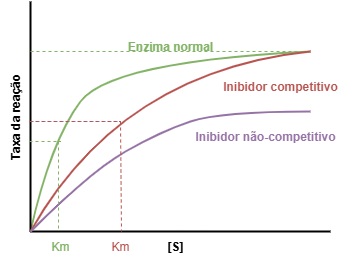 Enzima normal
Taxa da reação
Inibidor competitivo
Inibidor não-competitivo
Km
Km
[S]